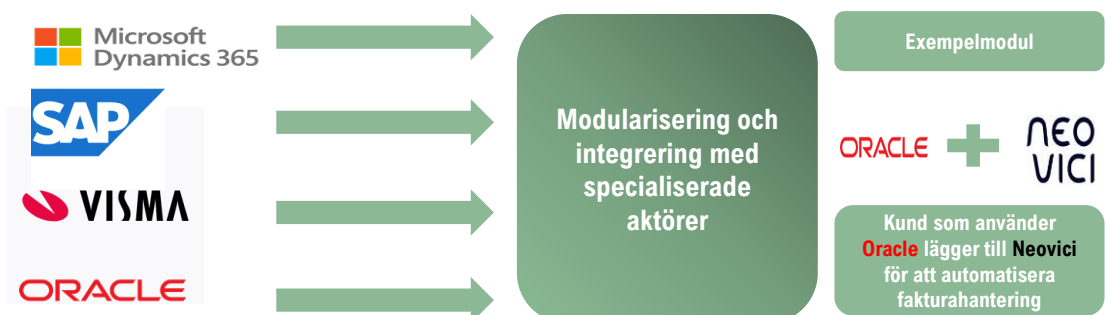 Microsoft
Dynamics 365
SAP
VISMA
ORACLE
Modularisering och
integrering med
specialiserade
aktörer
Exempelmodul
ORACLE
NEO
VICI
Kund som använder
Oracle lägger till Neovici
för att automatisera
fakturahantering